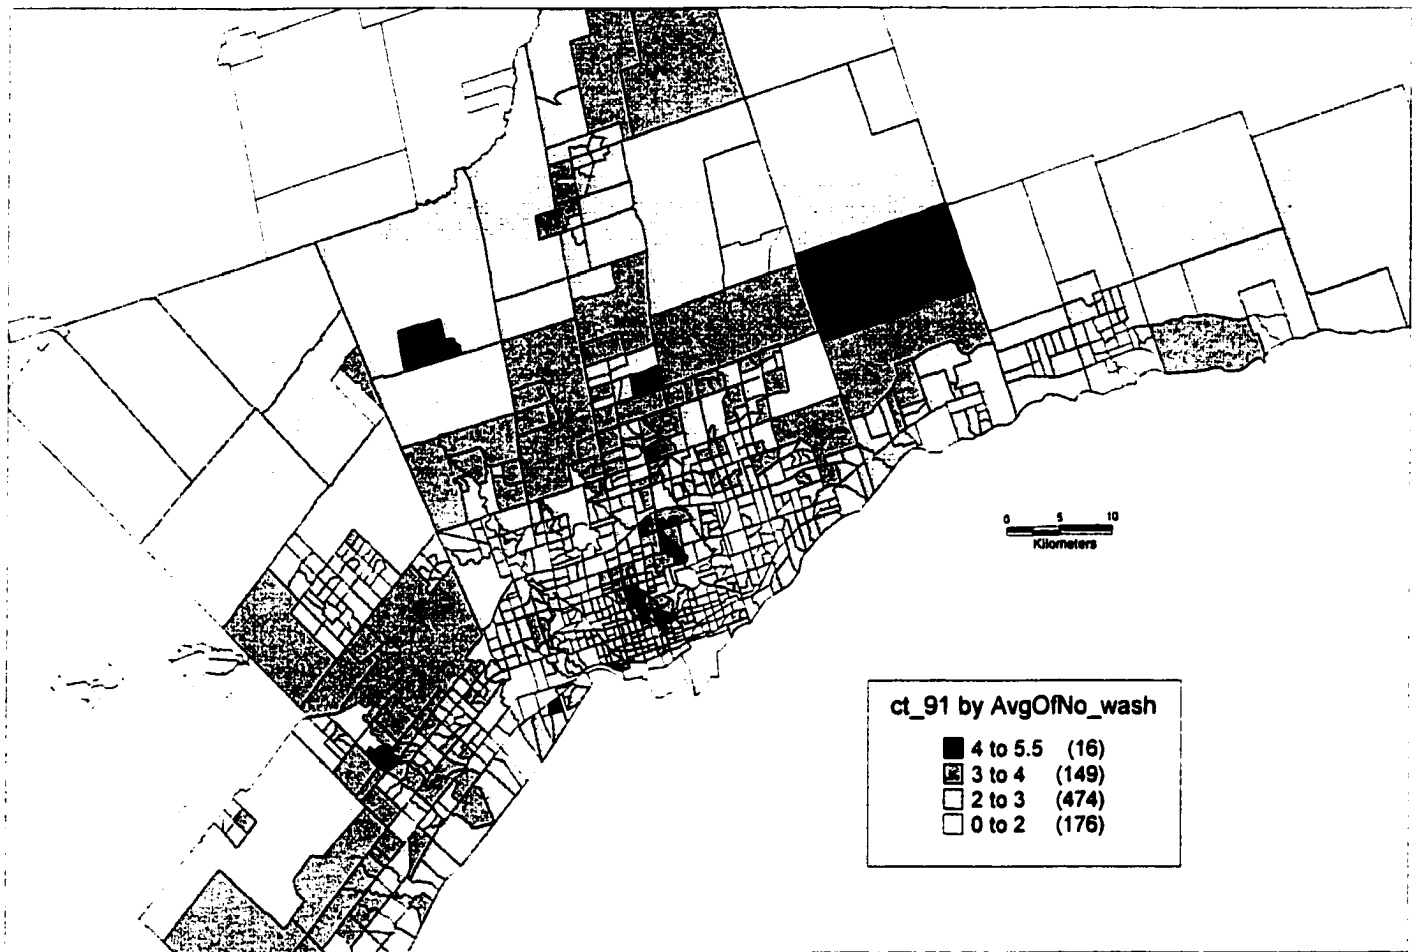 0 5 10
Kilometers
ct_91 by AvgOfNo_wash
4 to 5.5 (16)
3 to 4 (149)
2 to 3 (474)
0 to 2 (176)